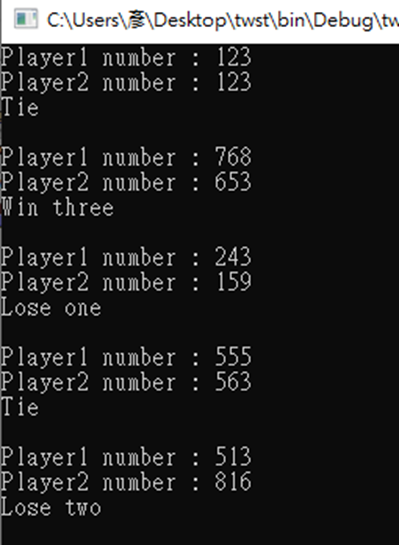 C:\Users\彥\Desktop\twst\bin\Debug\tw
Player1 number : 123
Player2 number : 123
Tie
Player1 number : 768
Player2 number : 653
Win three
Player1 number : 243
Player2 number : 159
Lose one
Player1 number : 555
Player2 number : 563
Tie
Player1 number : 513
Player2 number : 816
Lose two